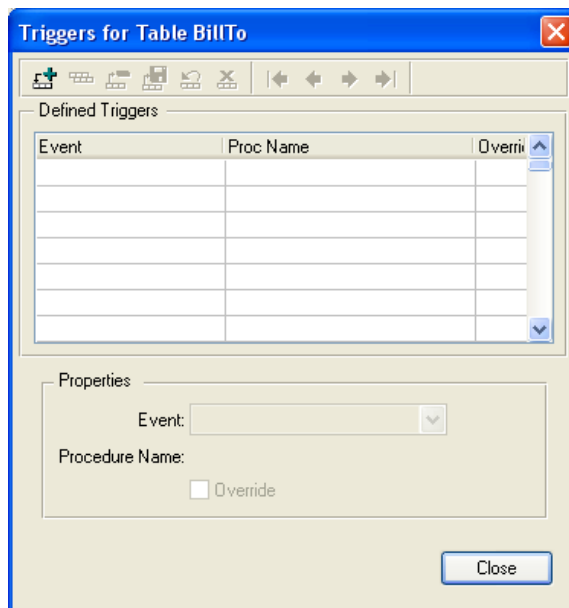 Triggers for Table BillTo
Defined Triggers
Event Proc Name Overri
Properties
Event:
Procedure Name:
Override
Close